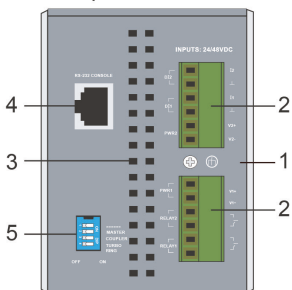 INPUTS: 24/48VDC
RS-232 CONSOLE
DI2
DI1
PWR2
V2+
V2-
4
2
3
1
PWR1
V1+
V1-
RELAY2
RELAY1
2
5
MASTER
COUPLER
TURBO
RING
OFF
ON